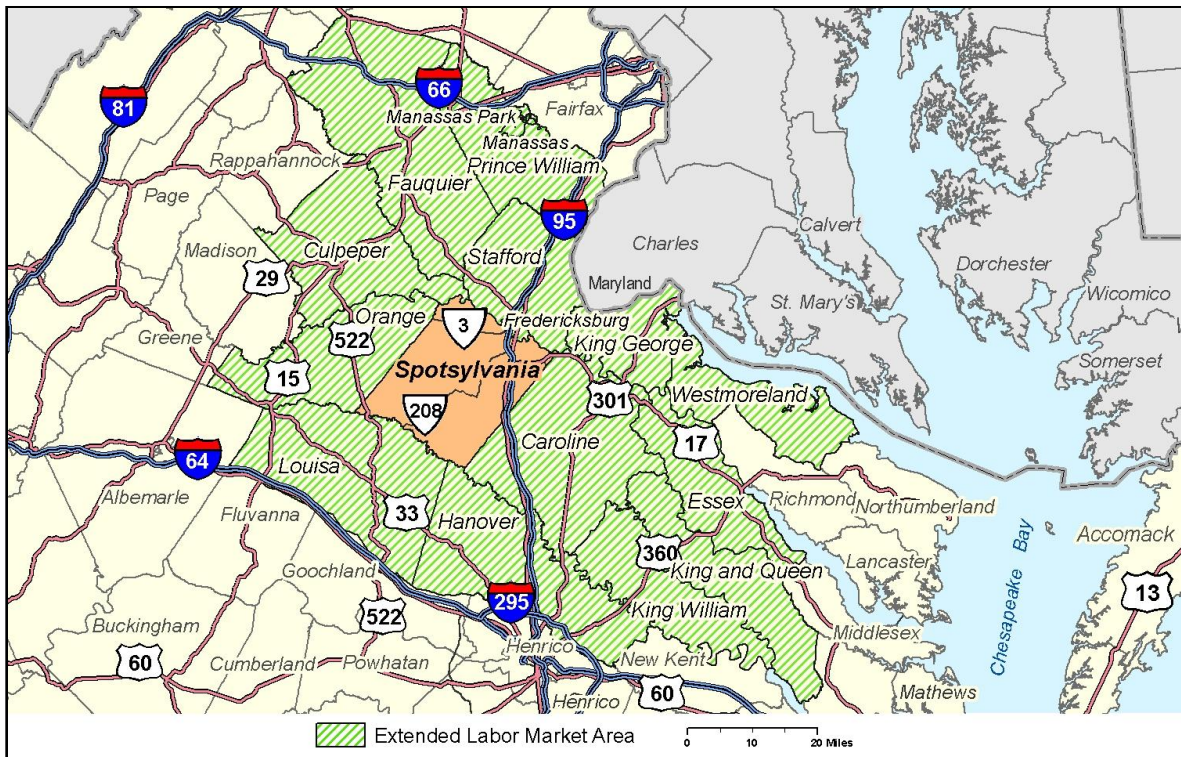 81
66
Fairfax
Manassas Park
Manassas
Prince William
Rappahannock
Page
Fauquier
95
Madison
Culpeper
Stafford
Charles
Calvert
29
Dorchester
Maryland
St. Mary's
Wicomico
Orange
3
Fredericksburg
Greene
522
King George
Somerset
Spotsylvania
15
301
Westmoreland
208
Caroline
17
64
Louisa
Albemarle
Essex
Richmond
Northumberland
Fluvanna
33
Hanover
Accomack
360
Lancaster
Goochland
King and Queen
Chesapeake Bay
13
295
King William
522
Buckingham
Henrico
Middlesex
60
Cumberland
Powhatan
New Kent
60
Henrico
Mathews
Extended Labor Market Area
0 10 20 Miles